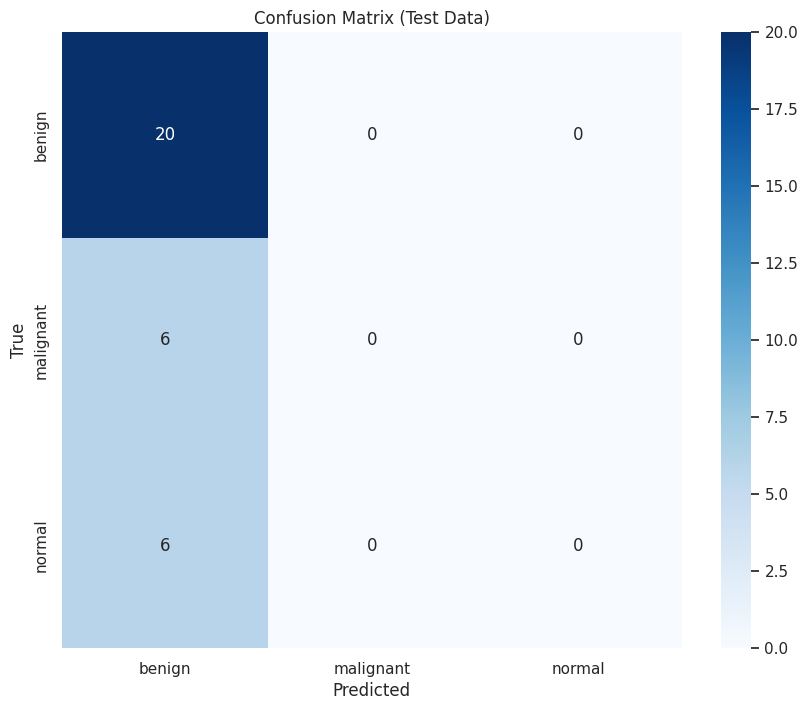 Confusion Matrix (Test Data)
True
benign
20
0
0
malignant
6
0
0
normal
6
0
0
benign
malignant
normal
Predicted
20.0
17.5
15.0
12.5
10.0
7.5
5.0
2.5
0.0